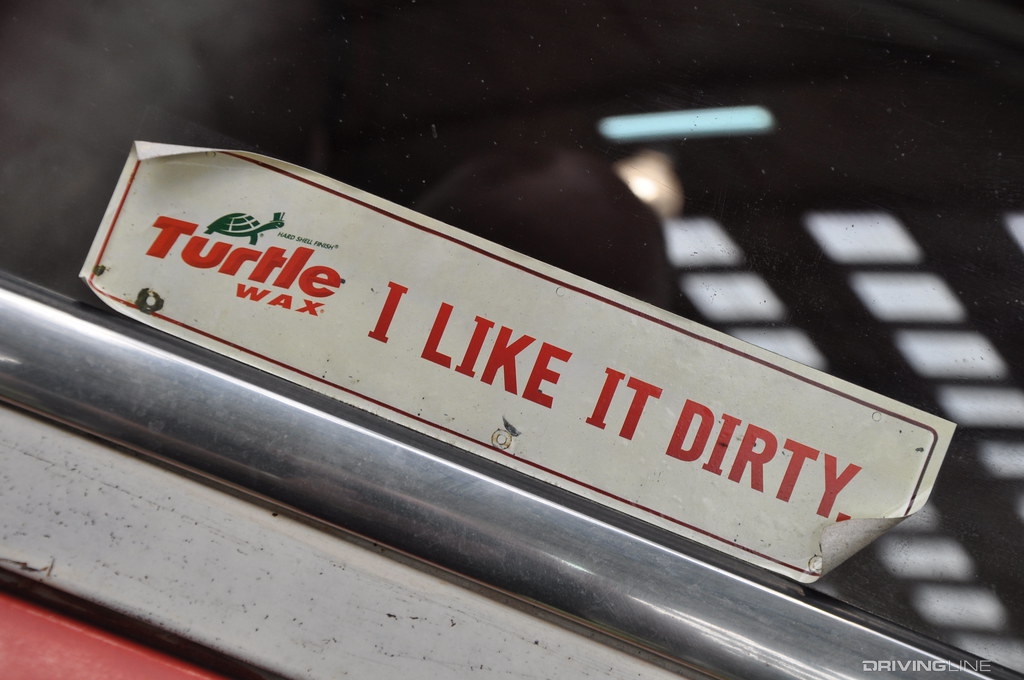 HARD SHELL FINISH®
Turtle
WAX®
I LIKE IT DIRTY.
DRIVINGLINE